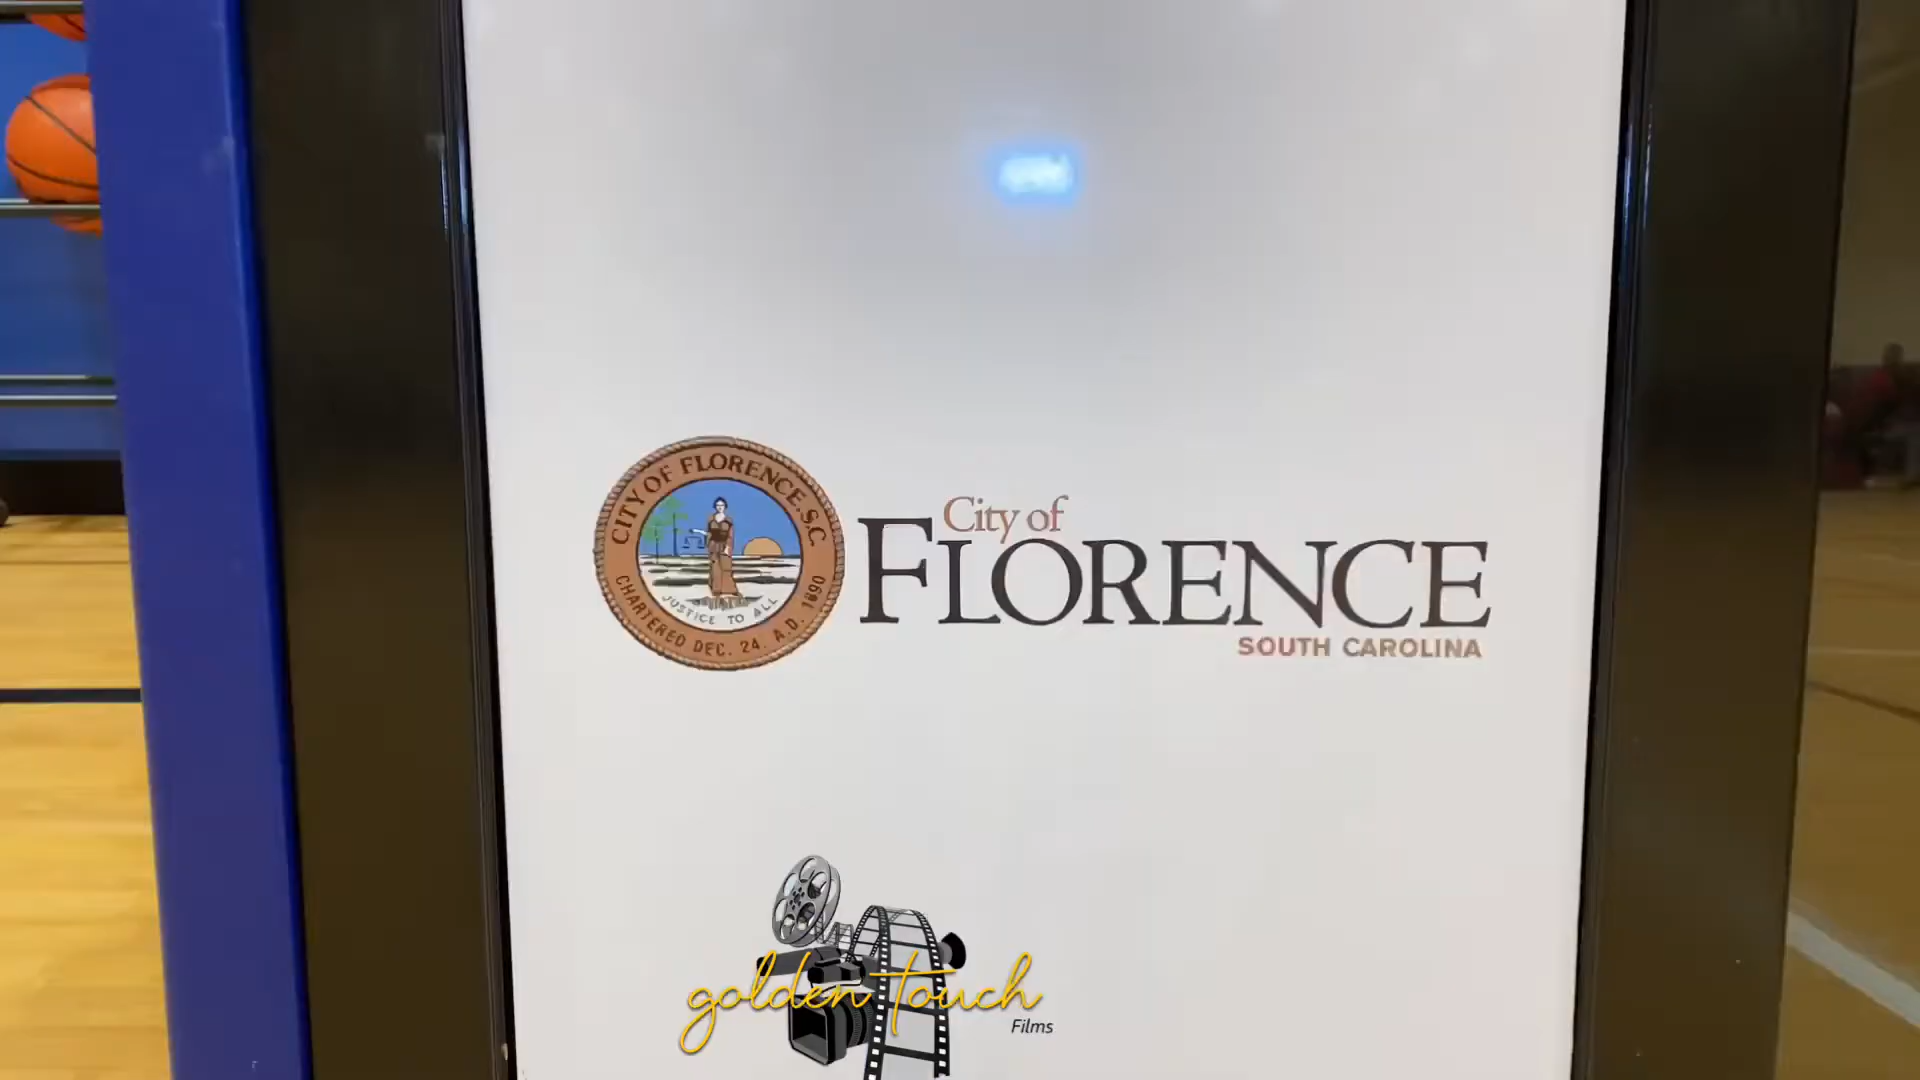 CITY OF FLORENCE, S.C.
JUSTICE TO ALL
CHARTERED DEC. 24. A.D. 1890
City of
FLORENCE
SOUTH CAROLINA
golden touch
Films